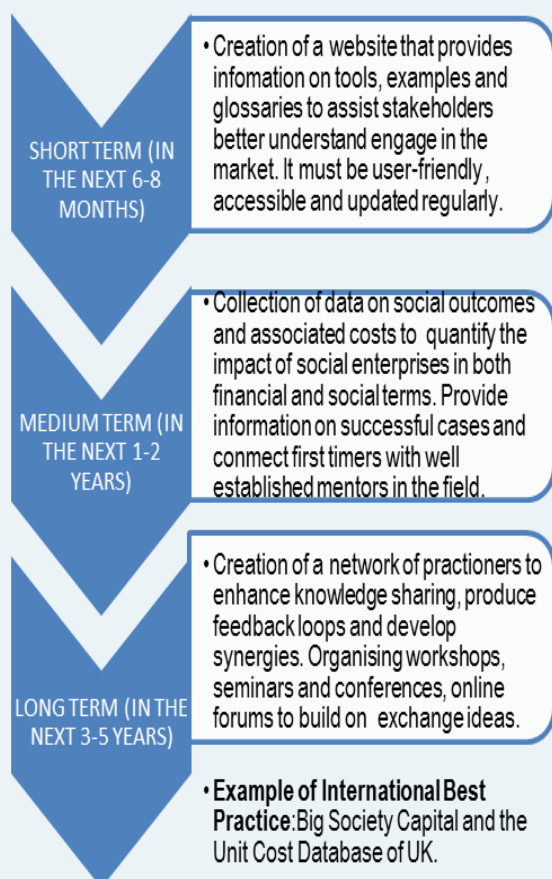 SHORT TERM (IN
THE NEXT 6-8
MONTHS)
• Creation of a website that provides
infomation on tools, examples and
glossaries to assist stakeholders
better understand engage in the
market. It must be user-friendly,
accessible and updated regularly.
MEDIUM TERM (IN
THE NEXT 1-2
YEARS)
• Collection of data on social outcomes
and associated costs to quantify the
impact of social enterprises in both
financial and social terms. Provide
information on successful cases and
conmect first timers with well
established mentors in the field.
LONG TERM (IN THE
NEXT 3-5 YEARS)
• Creation of a network of practioners to
enhance knowledge sharing, produce
feedback loops and develop
synergies. Organising workshops,
seminars and conferences, online
forums to build on exchange ideas.
• Example of International Best
Practice:Big Society Capital and the
Unit Cost Database of UK.